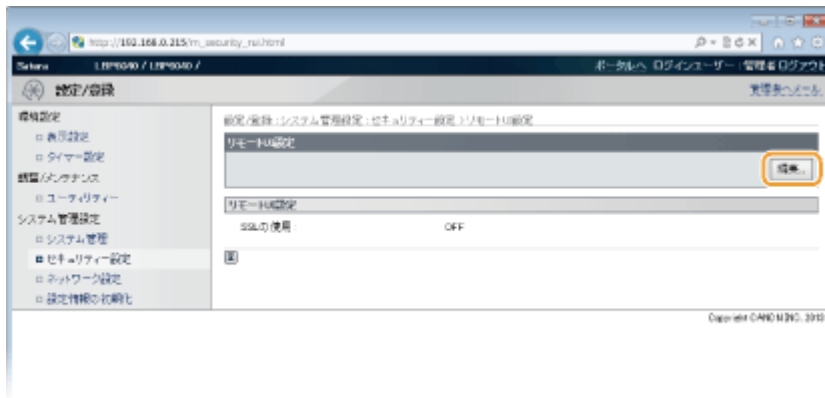 http://192.168.0.215/m_security_rui.html
Satera LBP6040 / LBP6040 /
ポータルへ ログインユーザー : 管理者 ログアウト
設定/登録
管理者へメール
環境設定
表示設定
タイマー設定
調整/メンテナンス
ユーティリティー
システム管理設定
システム管理
セキュリティー設定
ネットワーク設定
設定情報の初期化
設定/登録 : システム管理設定 : セキュリティー設定 > リモートUI設定
リモートUI設定
編集...
リモートUI設定
SSLの使用 : OFF
Copyright CANON INC. 2013